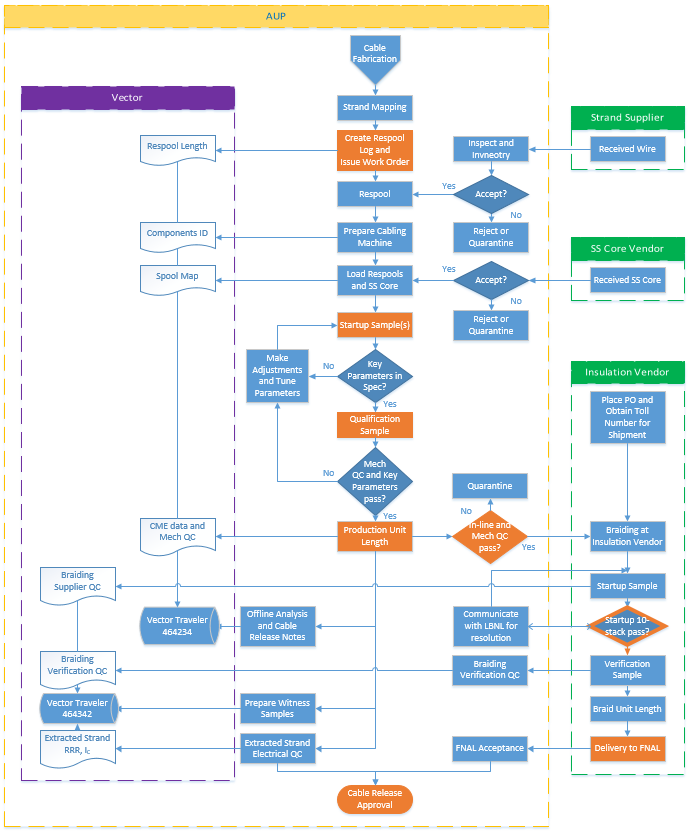 AUP
Cable
Fabrication
Vector
Strand Mapping
Strand Supplier
Respool Length
Create Respool
Log and
Issue Work Order
Inspect and
Invneotry
Received Wire
Respool
Yes
Accept?
No
Components ID
Prepare Cabling
Machine
Reject or
Quarantine
SS Core Vendor
Spool Map
Load Respools
and SS Core
Yes
Accept?
Received SS Core
No
Startup Sample(s)
Reject or
Quarantine
Make
Adjustments
and Tune
Parameters
No
Key
Parameters in
Spec?
Yes
Insulation Vendor
Place PO and
Obtain Toll
Number for
Shipment
Qualification
Sample
No
Mech
QC and Key
Parameters
pass?
Yes
Quarantine
No
CME data and
Mech QC
Production Unit
Length
In-line and
Mech QC
pass?
Yes
Braiding at
Insulation Vendor
Braiding
Supplier QC
Startup Sample
Vector Traveler
464234
Offline Analysis
and Cable
Release Notes
Communicate
with LBNL for
resolution
Startup 10-
stack pass?
Braiding
Verification QC
Braiding
Verification QC
Verification
Sample
Vector Traveler
464342
Prepare Witness
Samples
Braid Unit Length
Extracted Strand
RRR, Ic
Extracted Strand
Electrical QC
FNAL Acceptance
Delivery to FNAL
Cable Release
Approval